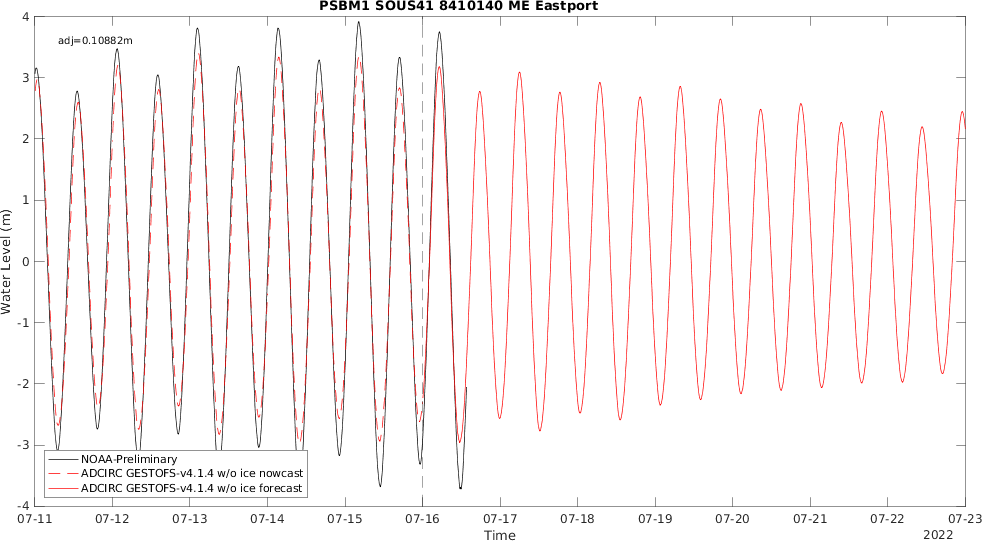 PSBM1 SOUS41 8410140 ME Eastport
adj=0.10882m
4
3
2
1
0
-1
-2
-3
-4
Water Level (m)
NOAA-Preliminary
ADCIRC GESTOFS-v4.1.4 w/o ice nowcast
ADCIRC GESTOFS-v4.1.4 w/o ice forecast
07-11 07-12 07-13 07-14 07-15 07-16 07-17 07-18 07-19 07-20 07-21 07-22 07-23
Time
2022